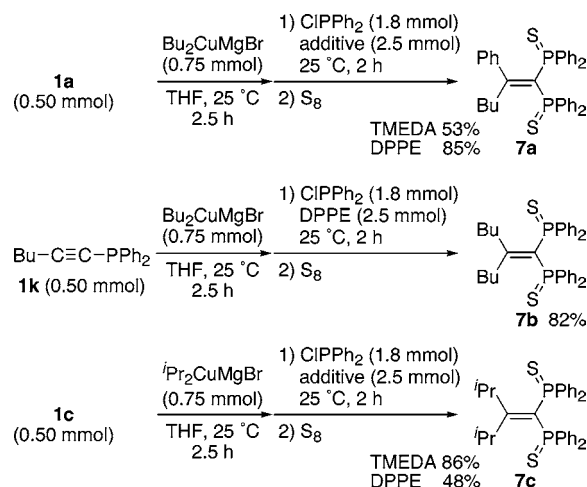 Bu₂CuMgBr
(0.75 mmol)
1) ClPPh₂ (1.8 mmol)
additive (2.5 mmol)
25 ˚C, 2 h
1a
(0.50 mmol)
THF, 25 ˚C
2.5 h
2) S₈
Ph
Bu
S
PPh₂
PPh₂
S
TMEDA 53%
DPPE 85%
7a
Bu₂CuMgBr
(0.75 mmol)
1) ClPPh₂ (1.8 mmol)
DPPE (2.5 mmol)
25 ˚C, 2 h
Bu–C≡C–PPh₂
1k (0.50 mmol)
THF, 25 ˚C
2.5 h
2) S₈
Bu
Bu
S
PPh₂
PPh₂
S
7b 82%
ⁱPr₂CuMgBr
(0.75 mmol)
1) ClPPh₂ (1.8 mmol)
additive (2.5 mmol)
25 ˚C, 2 h
1c
(0.50 mmol)
THF, 25 ˚C
2.5 h
2) S₈
ⁱPr
ⁱPr
S
PPh₂
PPh₂
S
TMEDA 86%
DPPE 48%
7c